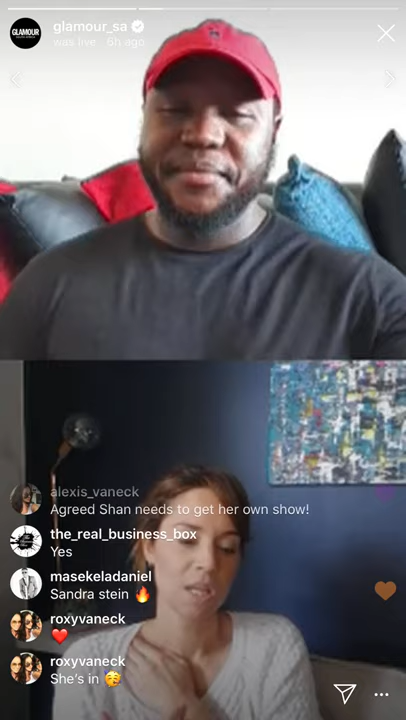 GLAMOUR
glamour_sa
was live 6h ago
alexis_vaneck
Agreed Shan needs to get her own show!
the_real_business_box
Yes
masekeladaniel
Sandra stein 🔥
roxyvaneck
❤️
roxyvaneck
She's in 🥳